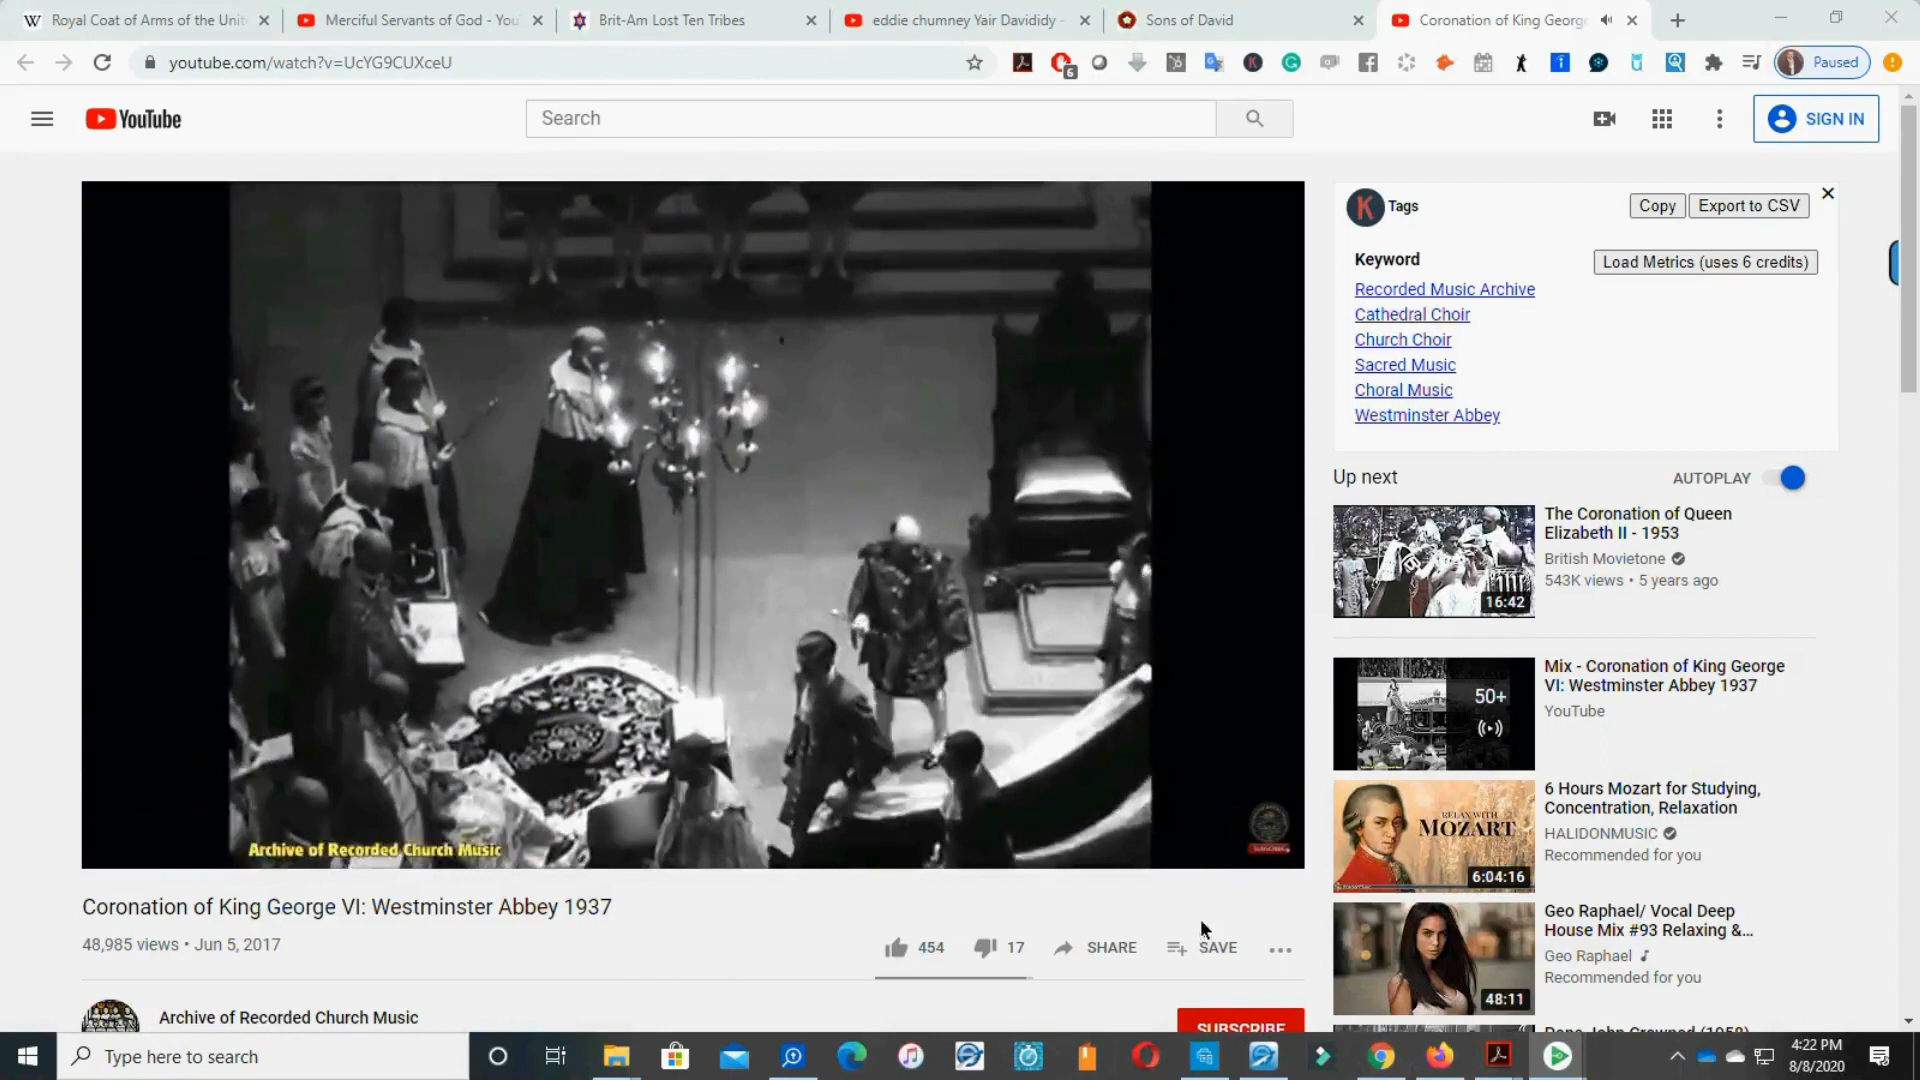 Royal Coat of Arms of the Unit
Merciful Servants of God - You
Brit-Am Lost Ten Tribes
eddie chumney Yair Davididy -
Sons of David
Coronation of King George
youtube.com/watch?v=UcYG9CUXceU
6
Paused
YouTube
Search
SIGN IN
K Tags
Copy
Export to CSV
Keyword
Load Metrics (uses 6 credits)
Recorded Music Archive
Cathedral Choir
Church Choir
Sacred Music
Choral Music
Westminster Abbey
Up next
AUTOPLAY
The Coronation of Queen
Elizabeth II - 1953
British Movietone
543K views • 5 years ago
16:42
Mix - Coronation of King George
VI: Westminster Abbey 1937
YouTube
50+
6 Hours Mozart for Studying,
Concentration, Relaxation
HALIDONMUSIC
Recommended for you
RELAX WITH
MOZART
6:04:16
Geo Raphael/ Vocal Deep
House Mix #93 Relaxing &...
Geo Raphael
Recommended for you
48:11
Archive of Recorded Church Music
SUBSCRIBE
Coronation of King George VI: Westminster Abbey 1937
48,985 views • Jun 5, 2017
454
17
SHARE
SAVE
Archive of Recorded Church Music
SUBSCRIBE
Type here to search
4:22 PM
8/8/2020